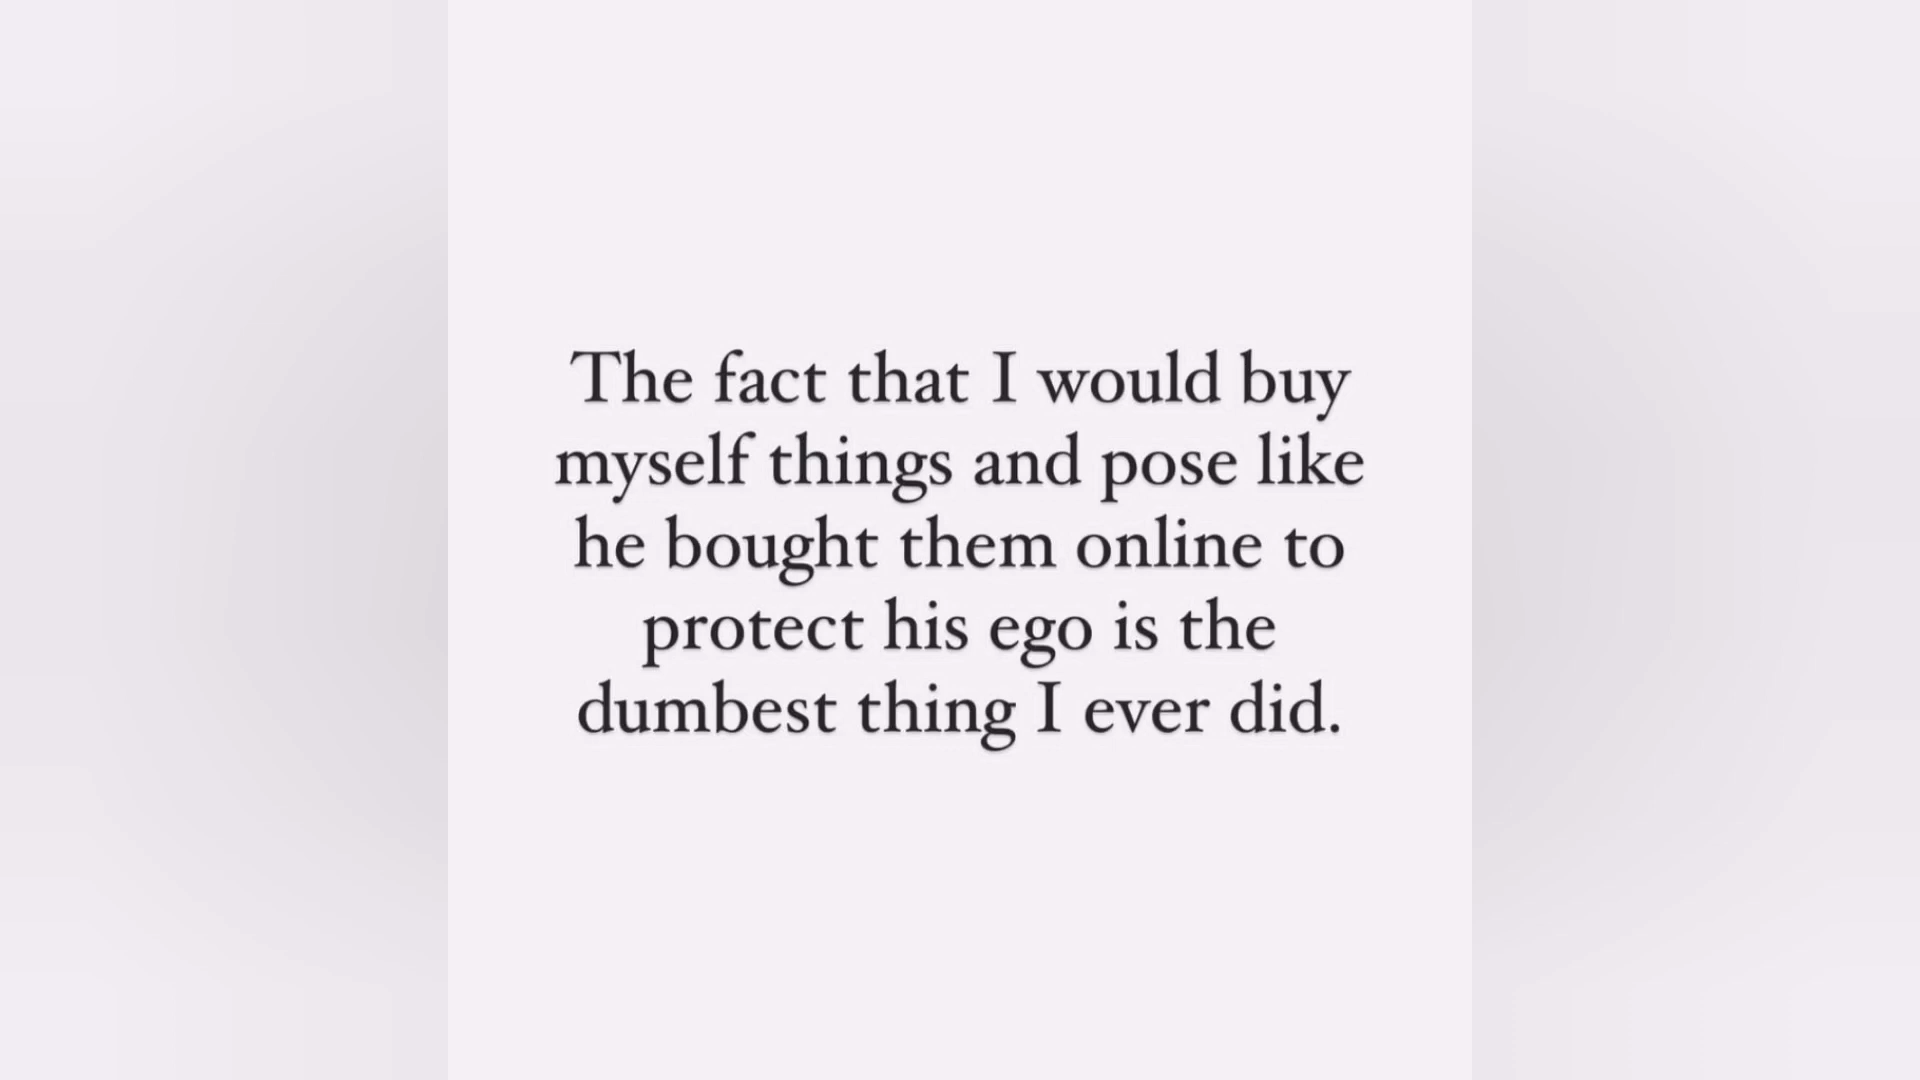 The fact that I would buy
myself things and pose like
he bought them online to
protect his ego is the
dumbest thing I ever did.